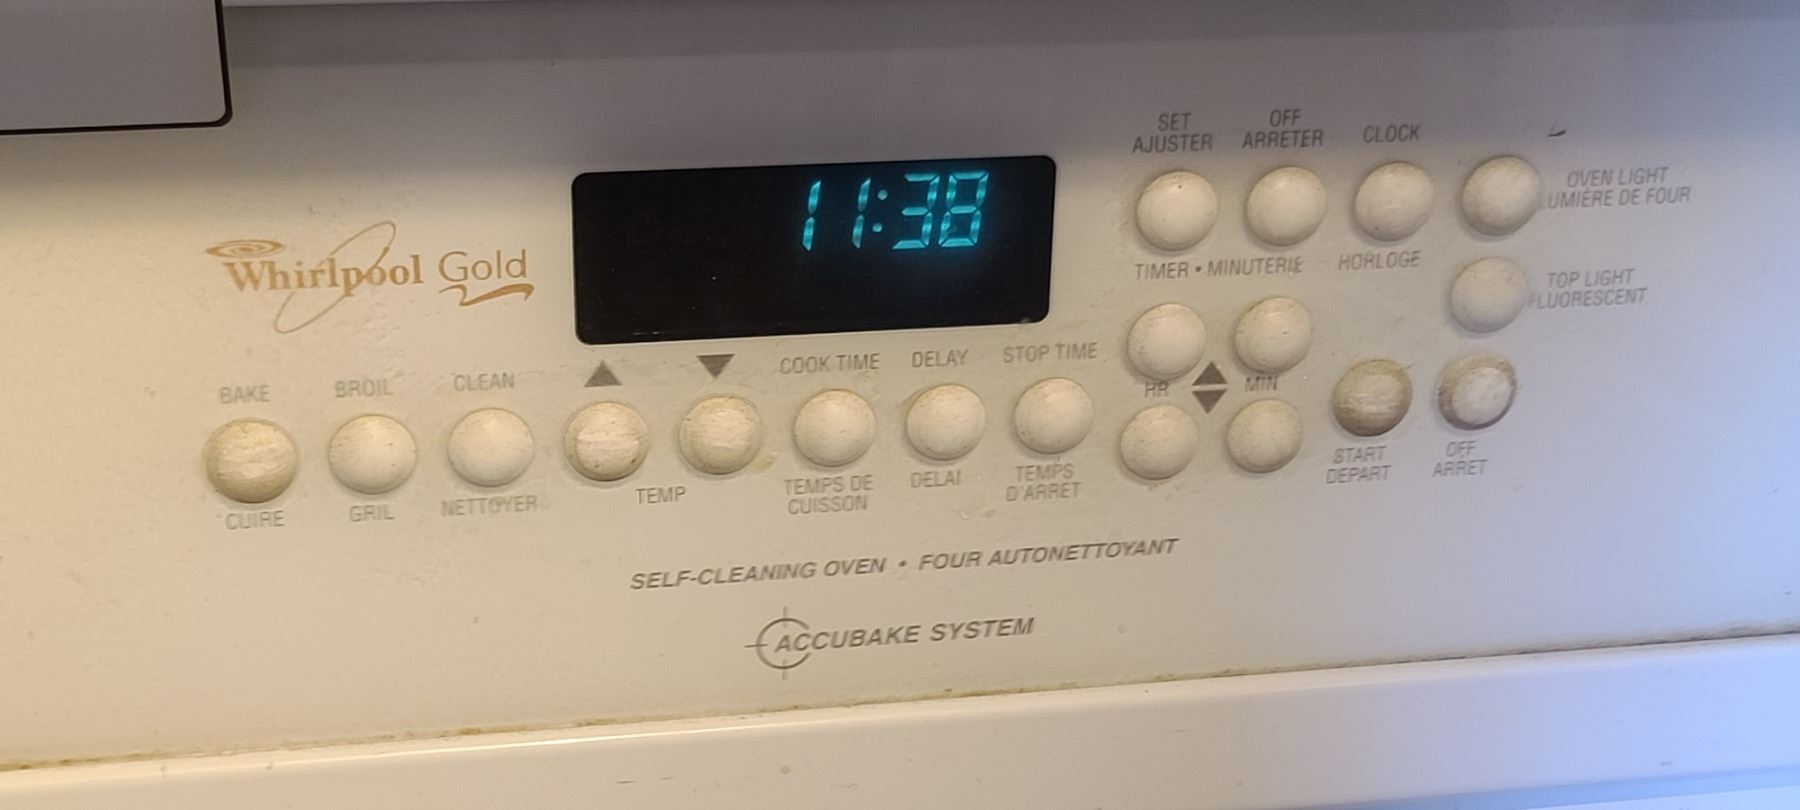 11:38
Whirlpool Gold
SET
AJUSTER
OFF
ARRETER
CLOCK
TIMER • MINUTERIE
HORLOGE
OVEN LIGHT
LUMIÈRE DE FOUR
TOP LIGHT
FLUORESCENT
BAKE
CUIRE
BROIL
GRIL
CLEAN
NETTOYER
TEMP
COOK TIME
TEMPS DE
CUISSON
DELAY
DELAI
STOP TIME
TEMPS
D'ARRET
HR
MIN
START
DEPART
OFF
ARRET
SELF-CLEANING OVEN • FOUR AUTONETTOYANT
ACCUBAKE SYSTEM